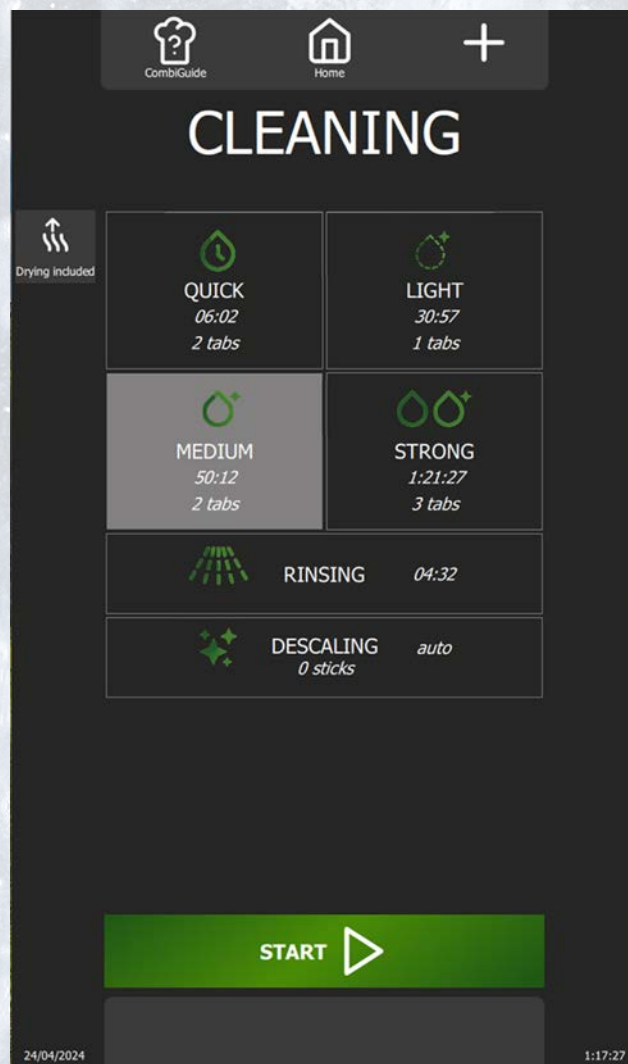 CombiGuide
Home
CLEANING
Drying included
QUICK
06:02
2 tabs
LIGHT
30:57
1 tabs
MEDIUM
50:12
2 tabs
STRONG
1:21:27
3 tabs
RINSING 04:32
DESCALING auto
0 sticks
START
24/04/2024 1:17:27